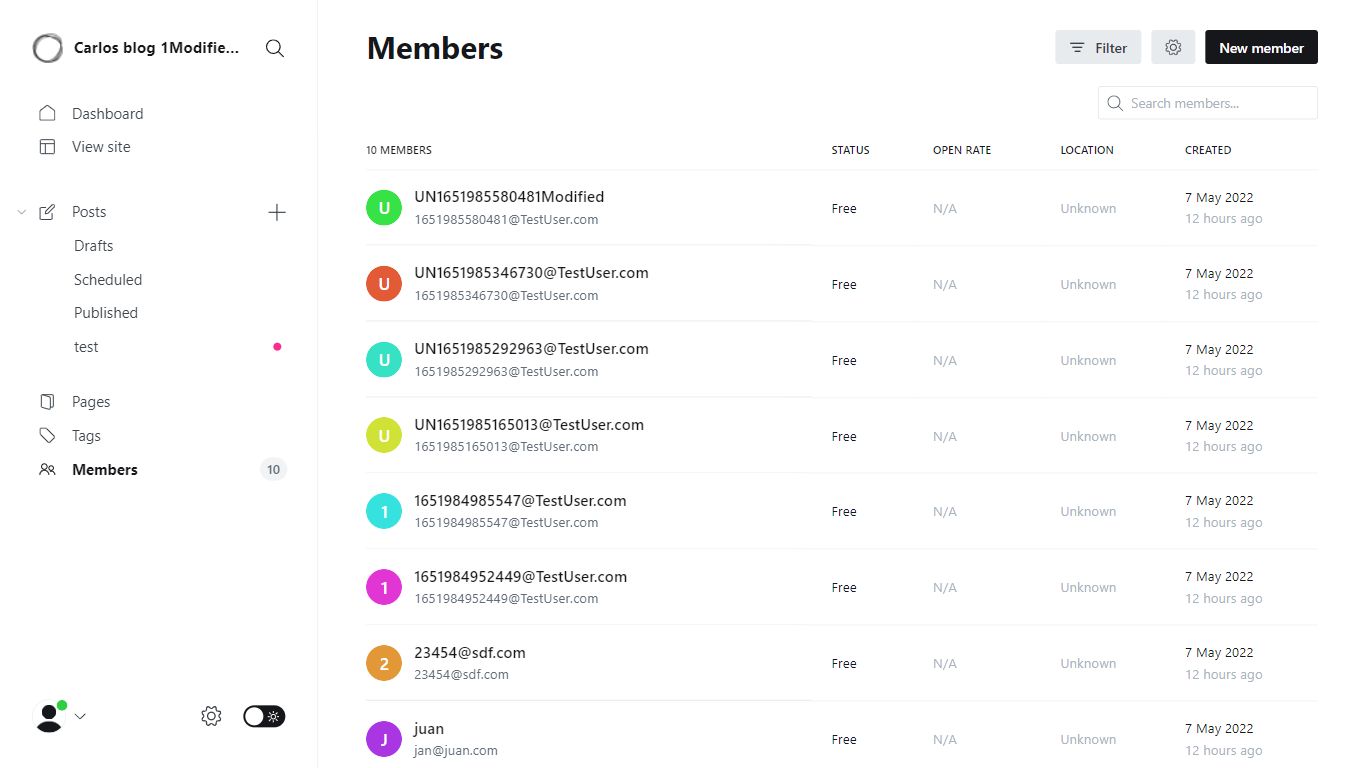 Carlos blog 1Modifie...
Dashboard
View site
Posts
Drafts
Scheduled
Published
test
Pages
Tags
Members 10
Members
Filter
New member
Search members...
10 MEMBERS STATUS OPEN RATE LOCATION CREATED
U UN1651985580481Modified
1651985580481@TestUser.com
Free N/A Unknown
7 May 2022
12 hours ago
U UN1651985346730@TestUser.com
1651985346730@TestUser.com
Free N/A Unknown
7 May 2022
12 hours ago
U UN1651985292963@TestUser.com
1651985292963@TestUser.com
Free N/A Unknown
7 May 2022
12 hours ago
U UN1651985165013@TestUser.com
1651985165013@TestUser.com
Free N/A Unknown
7 May 2022
12 hours ago
1 1651984985547@TestUser.com
1651984985547@TestUser.com
Free N/A Unknown
7 May 2022
12 hours ago
1 1651984952449@TestUser.com
1651984952449@TestUser.com
Free N/A Unknown
7 May 2022
12 hours ago
2 23454@sdf.com
23454@sdf.com
Free N/A Unknown
7 May 2022
12 hours ago
J juan
jan@juan.com
Free N/A Unknown
7 May 2022
12 hours ago